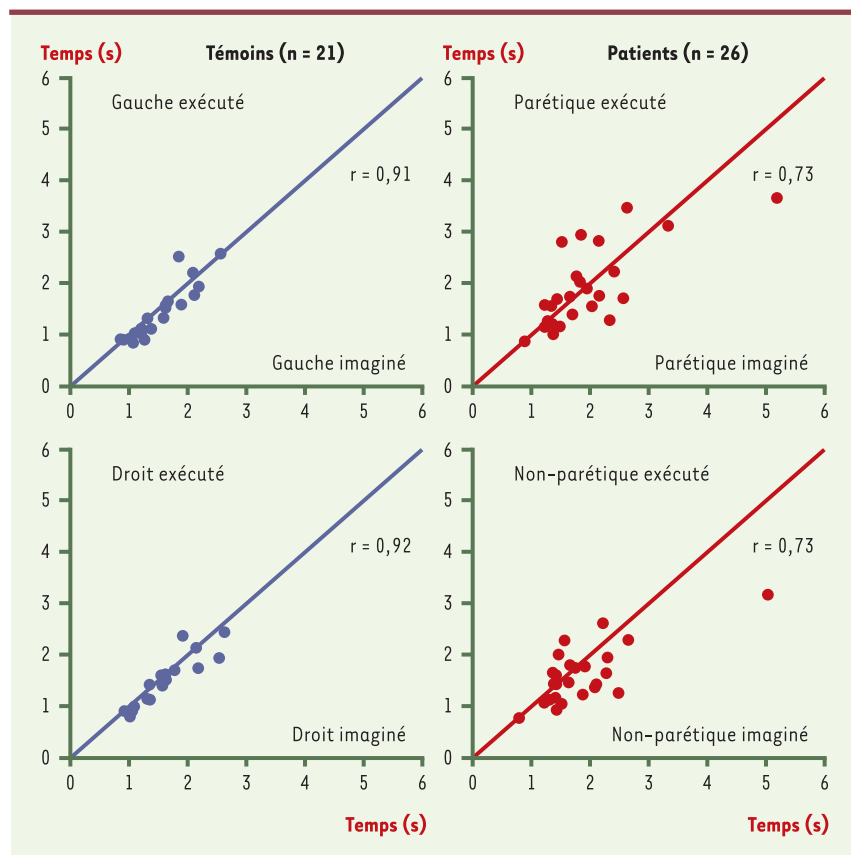 Temps (s)
Témoins (n = 21)
6
5
4
3
2
1
0
Gauche exécuté
r = 0,91
Gauche imaginé
0 1 2 3 4 5 6
Temps (s)
Patients (n = 26)
6
5
4
3
2
1
0
Parétique exécuté
r = 0,73
Parétique imaginé
0 1 2 3 4 5 6
6
5
4
3
2
1
0
Droit exécuté
r = 0,92
Droit imaginé
0 1 2 3 4 5 6
Temps (s)
6
5
4
3
2
1
0
Non-parétique exécuté
r = 0,73
Non-parétique imaginé
0 1 2 3 4 5 6
Temps (s)